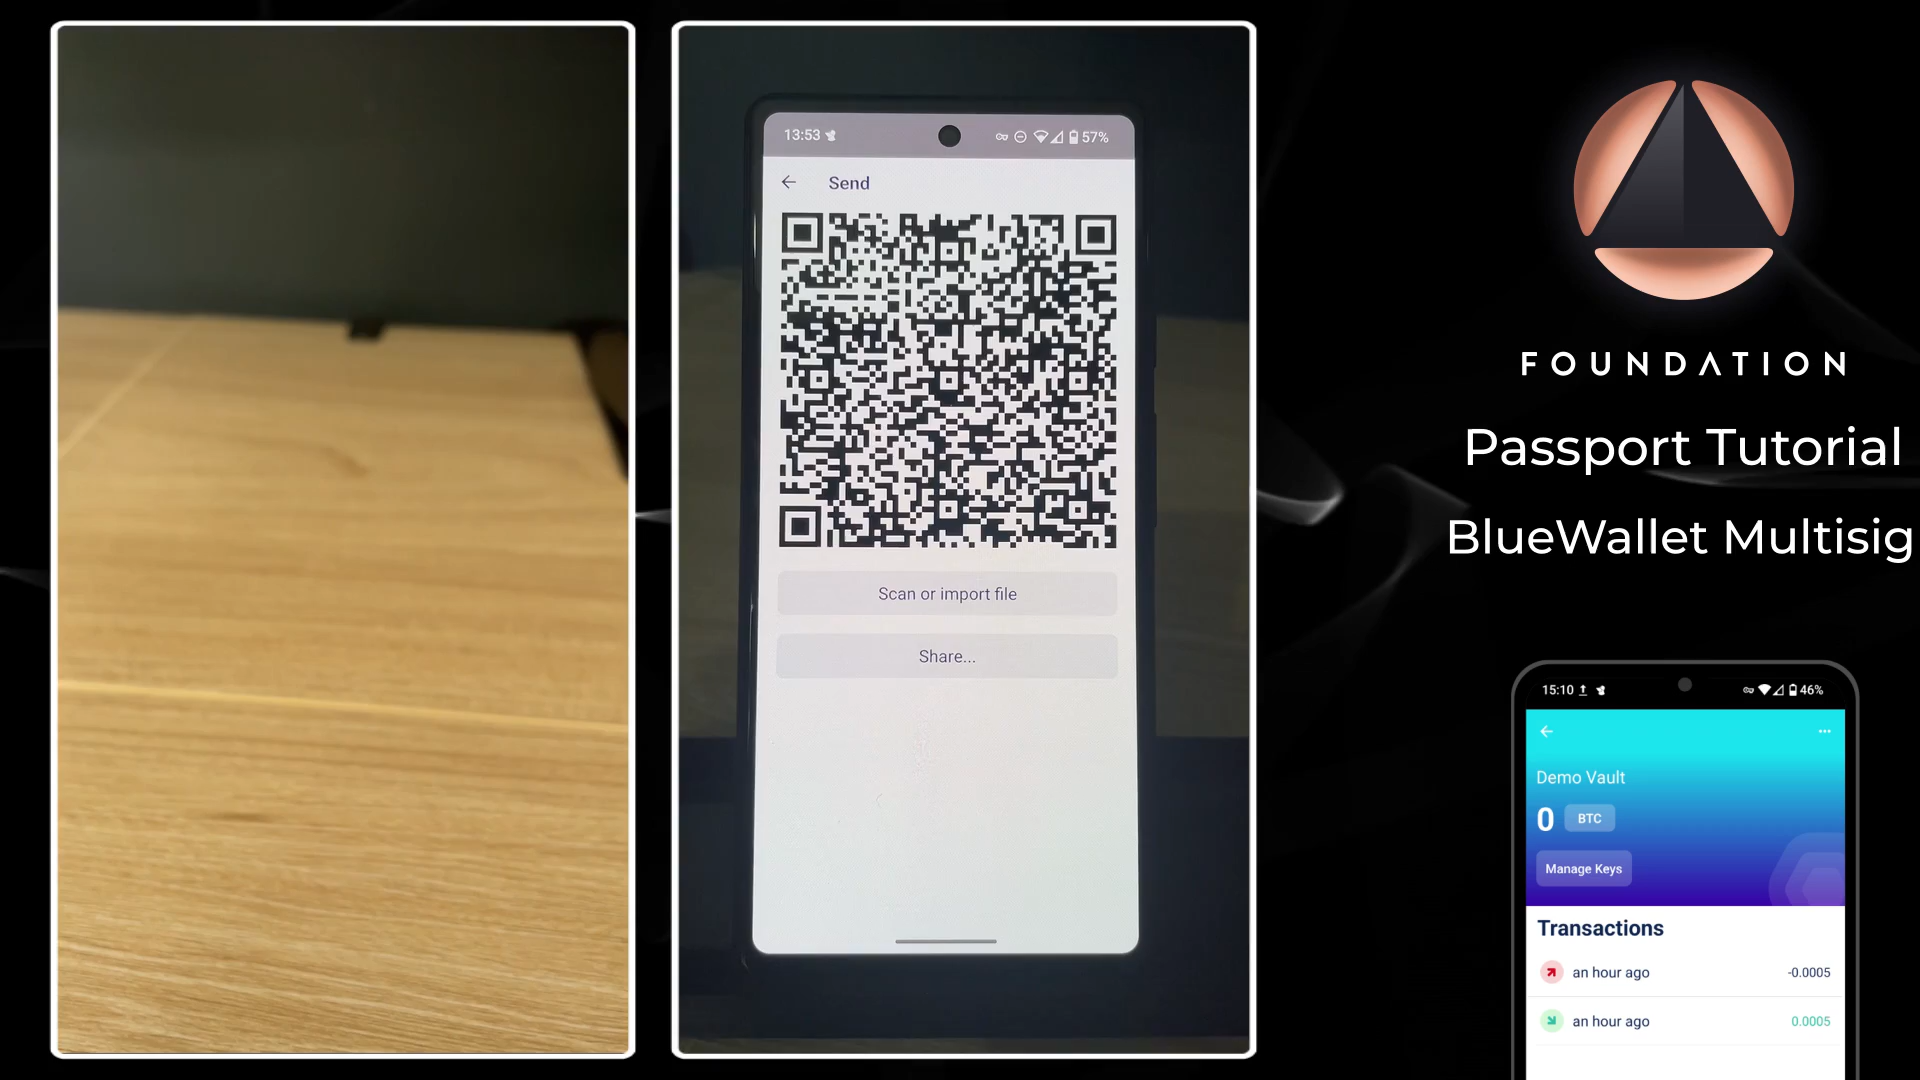 13:53
57%
Send
Scan or import file
Share...
FOUNDATION
Passport Tutorial
BlueWallet Multisig
15:10
46%
Demo Vault
0 BTC
Manage Keys
Transactions
an hour ago -0.0005
an hour ago 0.0005